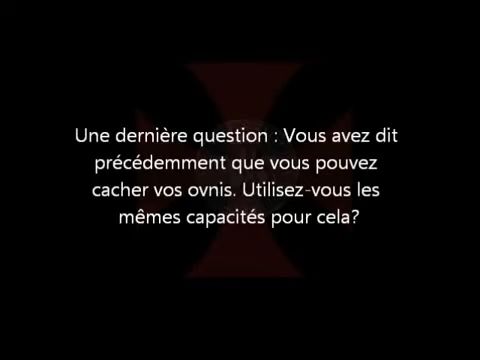 Une dernière question : Vous avez dit
précédemment que vous pouvez
cacher vos ovnis. Utilisez-vous les
mêmes capacités pour cela?